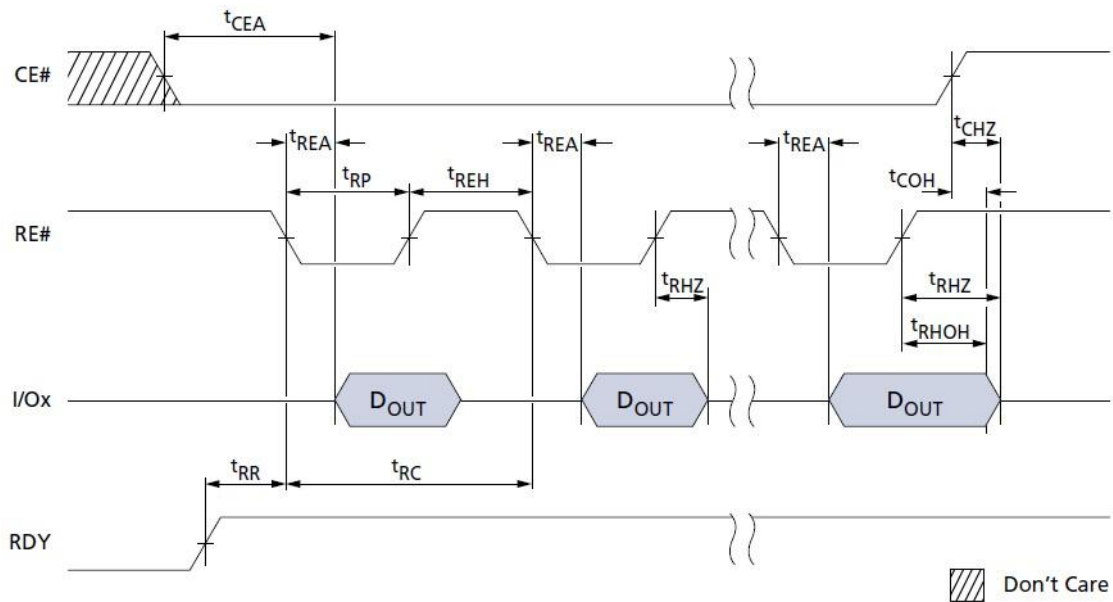 tCEA
CE#
tCHZ
tREA
tREA
tREA
tRP
tREH
tCOH
RE#
tRHZ
tRHZ
tRHOH
I/Ox
DOUT
DOUT
DOUT
tRR
tRC
RDY
Don't Care